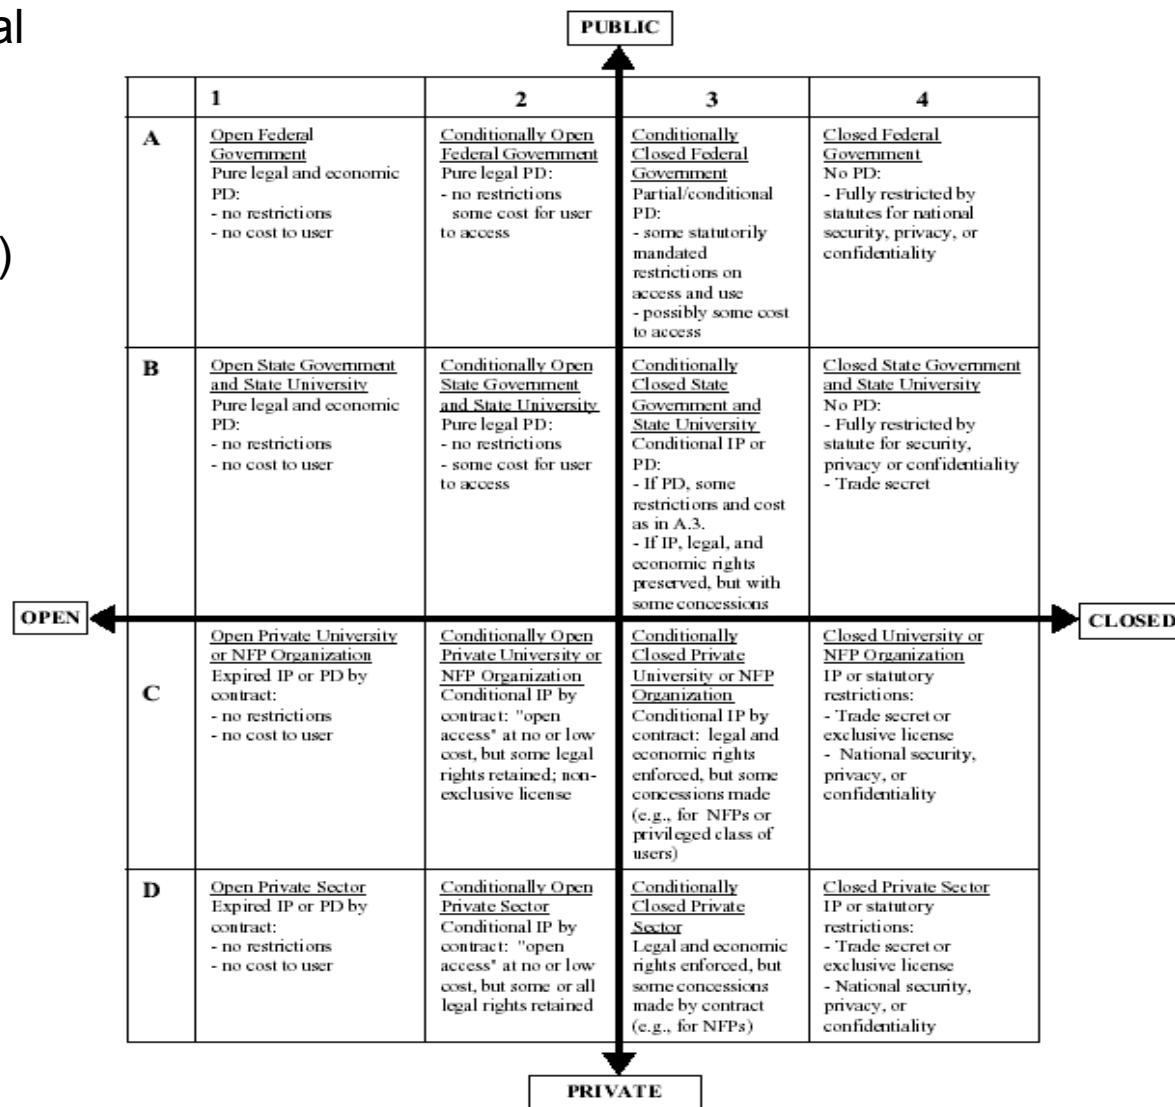 al
)
PUBLIC
1
2
3
4
A
Open Federal
Government
Pure legal and economic
PD:
- no restrictions
- no cost to user
Conditionally Open
Federal Government
Pure legal PD:
- no restrictions
some cost for user
to access
Conditionally
Closed Federal
Government
Partial/conditional
PD:
- some statutorily
mandated
restrictions on
access and use
- possibly some cost
to access
Closed Federal
Government
No PD:
- Fully restricted by
statutes for national
security, privacy, or
confidentiality
B
Open State Government
and State University
Pure legal and economic
PD:
- no restrictions
- no cost to user
Conditionally Open
State Government
and State University
Pure legal PD:
- no restrictions
- some cost for user
to access
Conditionally
Closed State
Government and
State University
Conditional IP or
PD:
- If PD, some
restrictions and cost
as in A.3.
- If IP, legal, and
economic rights
preserved, but with
some concessions
Closed State Government
and State University
No PD:
- Fully restricted by
statute for security,
privacy or confidentiality
- Trade secret
OPEN
CLOSED
C
Open Private University
or NFP Organization
Expired IP or PD by
contract:
- no restrictions
- no cost to user
Conditionally Open
Private University or
NFP Organization
Conditional IP by
contract: "open
access" at no or low
cost, but some legal
rights retained; non-
exclusive license
Conditionally
Closed Private
University or NFP
Organization
Conditional IP by
contract: legal and
economic rights
enforced, but some
concessions made
(e.g., for NFPs or
privileged class of
users)
Closed University or
NFP Organization
IP or statutory
restrictions:
- Trade secret or
exclusive license
- National security,
privacy, or
confidentiality
D
Open Private Sector
Expired IP or PD by
contract:
- no restrictions
- no cost to user
Conditionally Open
Private Sector
Conditional IP by
contract: "open
access" at no or low
cost, but some or all
legal rights retained
Conditionally
Closed Private
Sector
Legal and economic
rights enforced, but
some concessions
made by contract
(e.g., for NFPs)
Closed Private Sector
IP or statutory
restrictions:
- Trade secret or
exclusive license
- National security,
privacy, or
confidentiality
PRIVATE